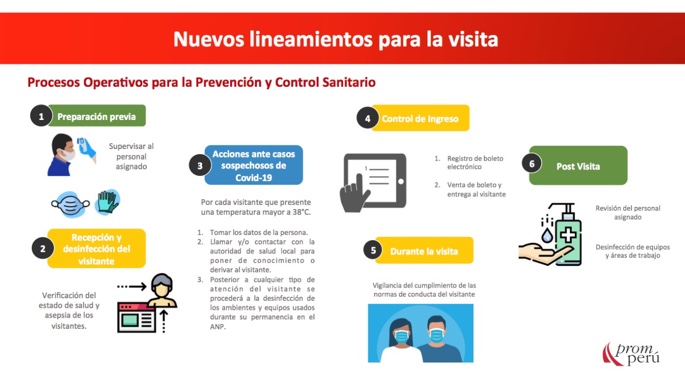 Nuevos lineamientos para la visita
Procesos Operativos para la Prevención y Control Sanitario
1
Preparación previa
Supervisar al
personal
asignado
2
Recepción y
desinfección del
visitante
Verificación del
estado de salud y
asepsia de los
visitantes.
3
Acciones ante casos
sospechosos de
Covid-19
Por cada visitante que presente
una temperatura mayor a 38°C.
1. Tomar los datos de la persona.
2. Llamar y/o contactar con la
autoridad de salud local para
poner de conocimiento o
derivar al visitante.
3. Posterior a cualquier tipo de
atención del visitante se
procederá a la desinfección de
los ambientes y equipos usados
durante su permanencia en el
ANP.
4
Control de Ingreso
1. Registro de boleto
electrónico
2. Venta de boleto y
entrega al visitante
5
Durante la visita
Vigilancia del cumplimiento de las
normas de conducta del visitante
6
Post Visita
Revisión del personal
asignado
Desinfección de equipos
y áreas de trabajo
prom
perú